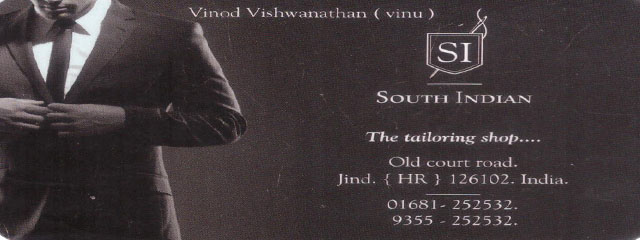 Vinod Vishwanathan ( vinu )
SI
SOUTH INDIAN
The tailoring shop....
Old court road.
Jind. { HR } 126102. India.
01681- 252532.
9355 - 252532.